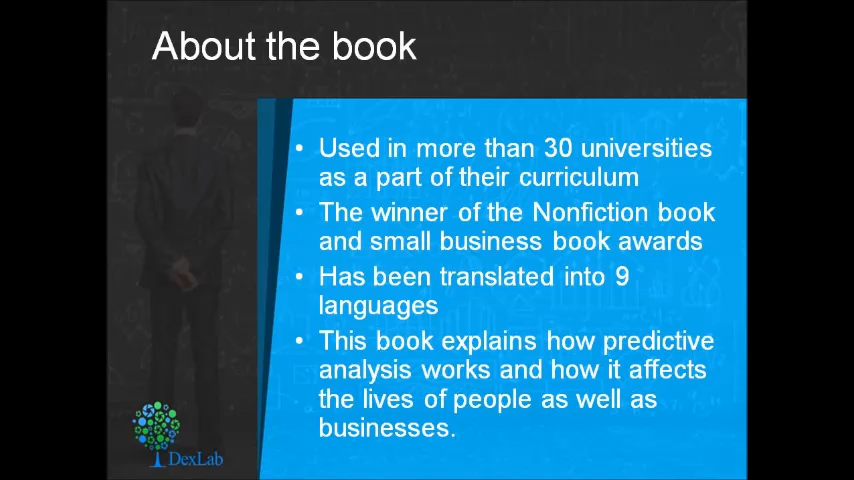 About the book
• Used in more than 30 universities
as a part of their curriculum
• The winner of the Nonfiction book
and small business book awards
• Has been translated into 9
languages
• This book explains how predictive
analysis works and how it affects
the lives of people as well as
businesses.
DexLab